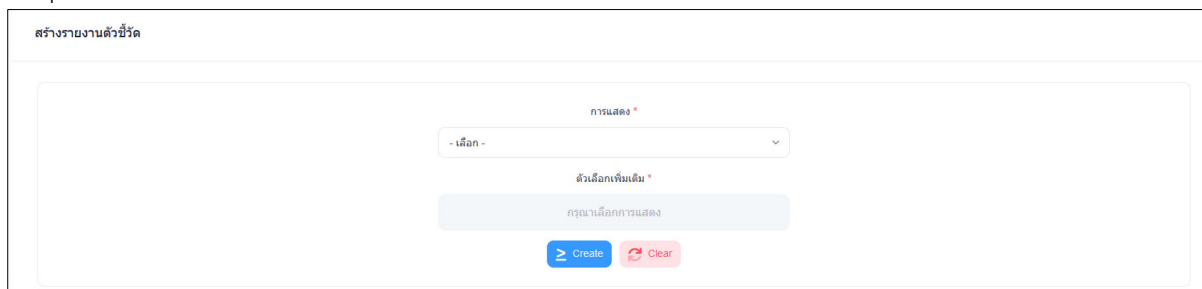 สร้างรายงานตัวชี้วัด
การแสดง *
- เลือก -
ตัวเลือกเพิ่มเติม *
กรุณาเลือกการแสดง
Create
Clear